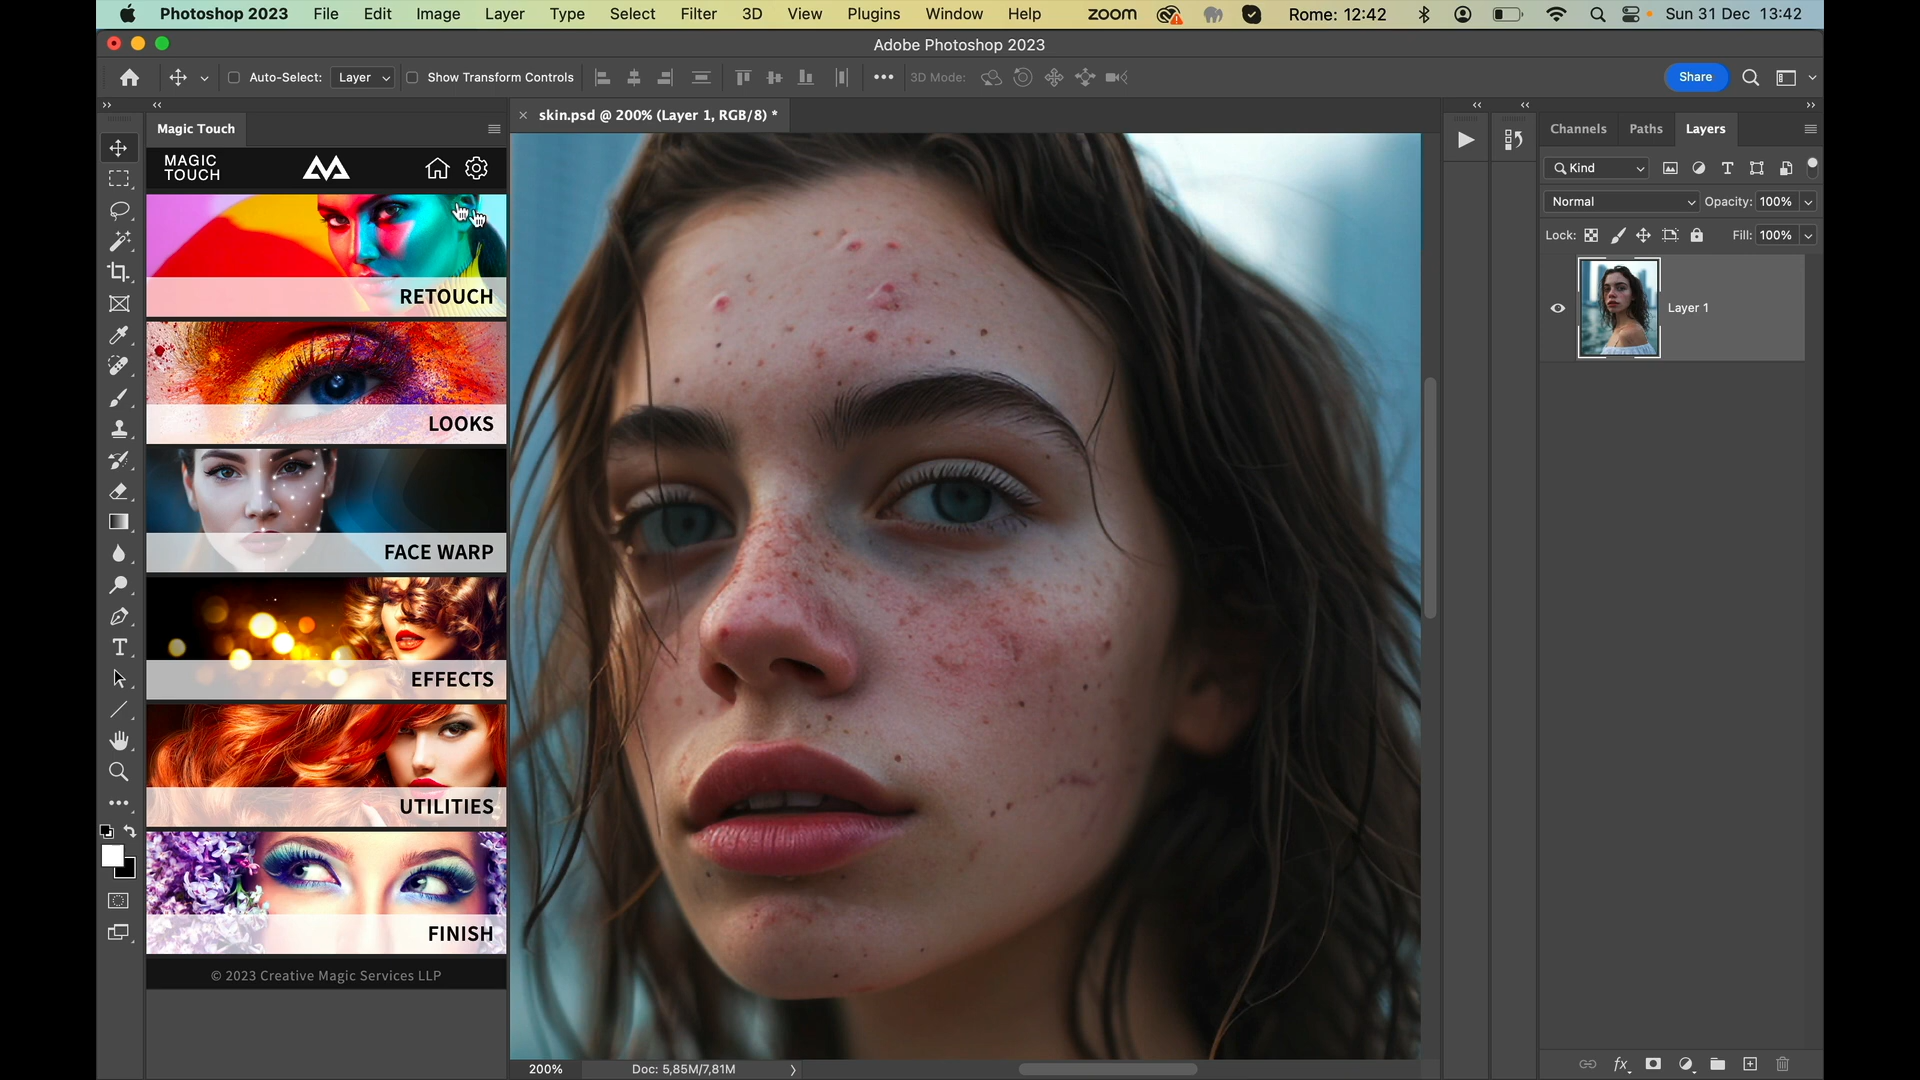 Photoshop 2023 File Edit Image Layer Type Select Filter 3D View Plugins Window Help zoom Rome: 12:42 Sun 31 Dec 13:42
Adobe Photoshop 2023
Auto-Select: Layer Show Transform Controls 3D Mode: Share
Magic Touch
skin.psd @ 200% (Layer 1, RGB/8) *
Channels Paths Layers
MAGIC
TOUCH
Kind
Normal Opacity: 100%
Lock: Fill: 100%
Layer 1
RETOUCH
LOOKS
FACE WARP
EFFECTS
UTILITIES
FINISH
© 2023 Creative Magic Services LLP
200% Doc: 5,85M/7,81M
fx